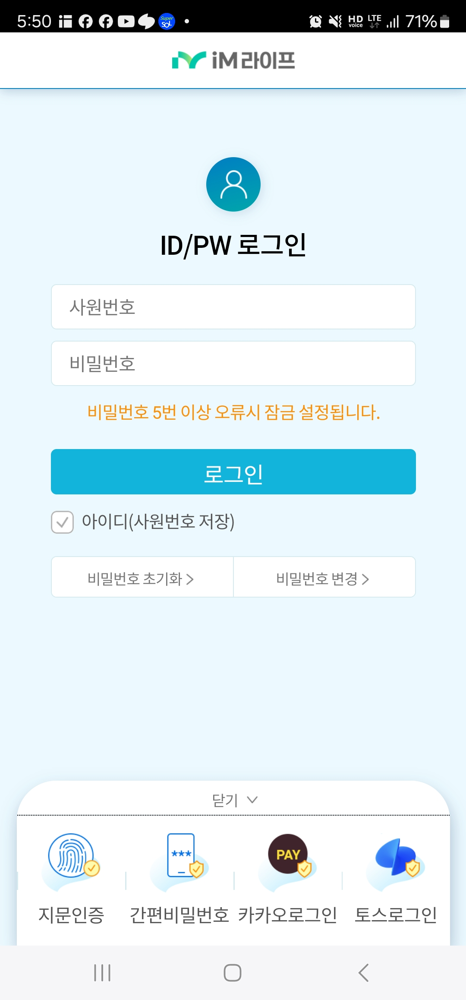 5:50 Super SOL HD voice LTE 71%
iM라이프
ID/PW 로그인
사원번호
비밀번호
비밀번호 5번 이상 오류시 잠금 설정됩니다.
로그인
아이디(사원번호 저장)
비밀번호 초기화 비밀번호 변경
닫기
*** PAY
지문인증 간편비밀번호 카카오로그인 토스로그인